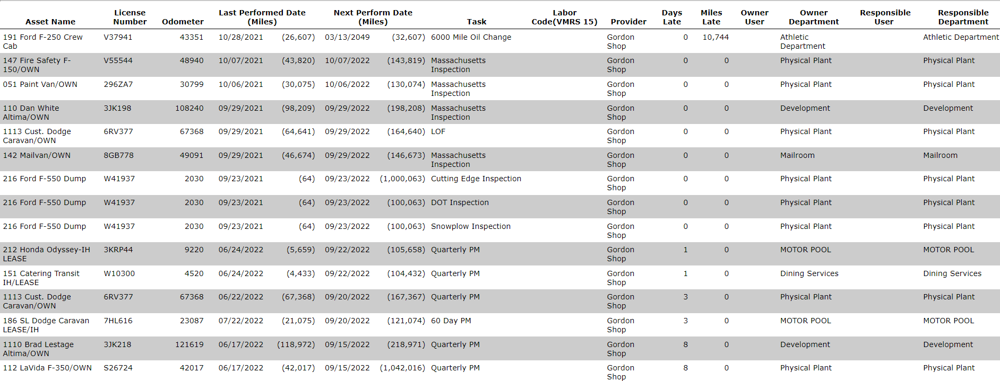 Asset Name License Number Odometer Last Performed Date (Miles) Next Perform Date (Miles) Task Labor Code(VMRS 15) Provider Days Late Miles Late Owner User Owner Department Responsible User Responsible Department
191 Ford F-250 Crew Cab V37941 43351 10/28/2021 (26,607) 03/13/2049 (32,607) 6000 Mile Oil Change Gordon Shop 0 10,744 Athletic Department Athletic Department
147 Fire Safety F-150/OWN V55544 48940 10/07/2021 (43,820) 10/07/2022 (143,819) Massachusetts Inspection Gordon Shop 0 0 Physical Plant Physical Plant
051 Paint Van/OWN 296ZA7 30799 10/06/2021 (30,075) 10/06/2022 (130,074) Massachusetts Inspection Gordon Shop 0 0 Physical Plant Physical Plant
110 Dan White Altima/OWN 3JK198 108240 09/29/2021 (98,209) 09/29/2022 (198,208) Massachusetts Inspection Gordon Shop 0 0 Development Development
1113 Cust. Dodge Caravan/OWN 6RV377 67368 09/29/2021 (64,641) 09/29/2022 (164,640) LOF Gordon Shop 0 0 Physical Plant Physical Plant
142 Mailvan/OWN 8GB778 49091 09/29/2021 (46,674) 09/29/2022 (146,673) Massachusetts Inspection Gordon Shop 0 0 Mailroom Mailroom
216 Ford F-550 Dump W41937 2030 09/23/2021 (64) 09/23/2022 (1,000,063) Cutting Edge Inspection Gordon Shop 0 0 Physical Plant Physical Plant
216 Ford F-550 Dump W41937 2030 09/23/2021 (64) 09/23/2022 (100,063) DOT Inspection Gordon Shop 0 0 Physical Plant Physical Plant
216 Ford F-550 Dump W41937 2030 09/23/2021 (64) 09/23/2022 (100,063) Snowplow Inspection Gordon Shop 0 0 Physical Plant Physical Plant
212 Honda Odyssey-IH LEASE 3KRP44 9220 06/24/2022 (5,659) 09/22/2022 (105,658) Quarterly PM Gordon Shop 1 0 MOTOR POOL MOTOR POOL
151 Catering Transit IH/LEASE W10300 4520 06/24/2022 (4,433) 09/22/2022 (104,432) Quarterly PM Gordon Shop 1 0 Dining Services Dining Services
1113 Cust. Dodge Caravan/OWN 6RV377 67368 06/22/2022 (67,368) 09/20/2022 (167,367) Quarterly PM Gordon Shop 3 0 Physical Plant Physical Plant
186 SL Dodge Caravan LEASE/IH 7HL616 23087 07/22/2022 (21,075) 09/20/2022 (121,074) 60 Day PM Gordon Shop 3 0 MOTOR POOL MOTOR POOL
1110 Brad Lestage Altima/OWN 3JK218 121619 06/17/2022 (118,972) 09/15/2022 (218,971) Quarterly PM Gordon Shop 8 0 Development Development
112 LaVida F-350/OWN S26724 42017 06/17/2022 (42,017) 09/15/2022 (1,042,016) Quarterly PM Gordon Shop 8 0 Physical Plant Physical Plant